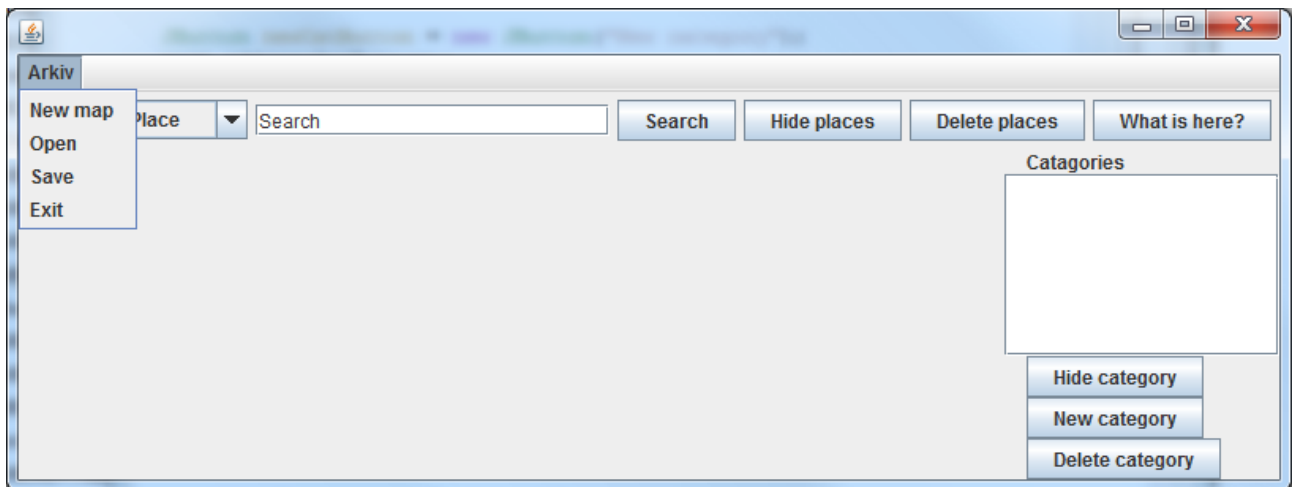 Arkiv
New map
Open
Save
Exit
Place
Search
Search
Hide places
Delete places
What is here?
Catagories
Hide category
New category
Delete category